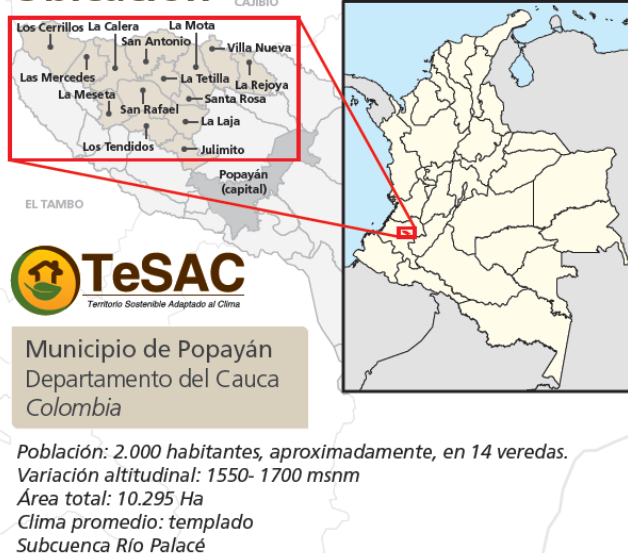 Ubicación
CAJIBIO
Los Cerrillos La Calera La Mota
San Antonio
Villa Nueva
Las Mercedes
La Tetilla
La Rejoya
La Meseta
Santa Rosa
San Rafael
La Laja
Los Tendidos
Julimito
Popayán
(capital)
EL TAMBO
TeSAC
Territorio Sostenible Adaptado al Clima
Municipio de Popayán
Departamento del Cauca
Colombia
Población: 2.000 habitantes, aproximadamente, en 14 veredas.
Variación altitudinal: 1550- 1700 msnm
Área total: 10.295 Ha
Clima promedio: templado
Subcuenca Río Palacé